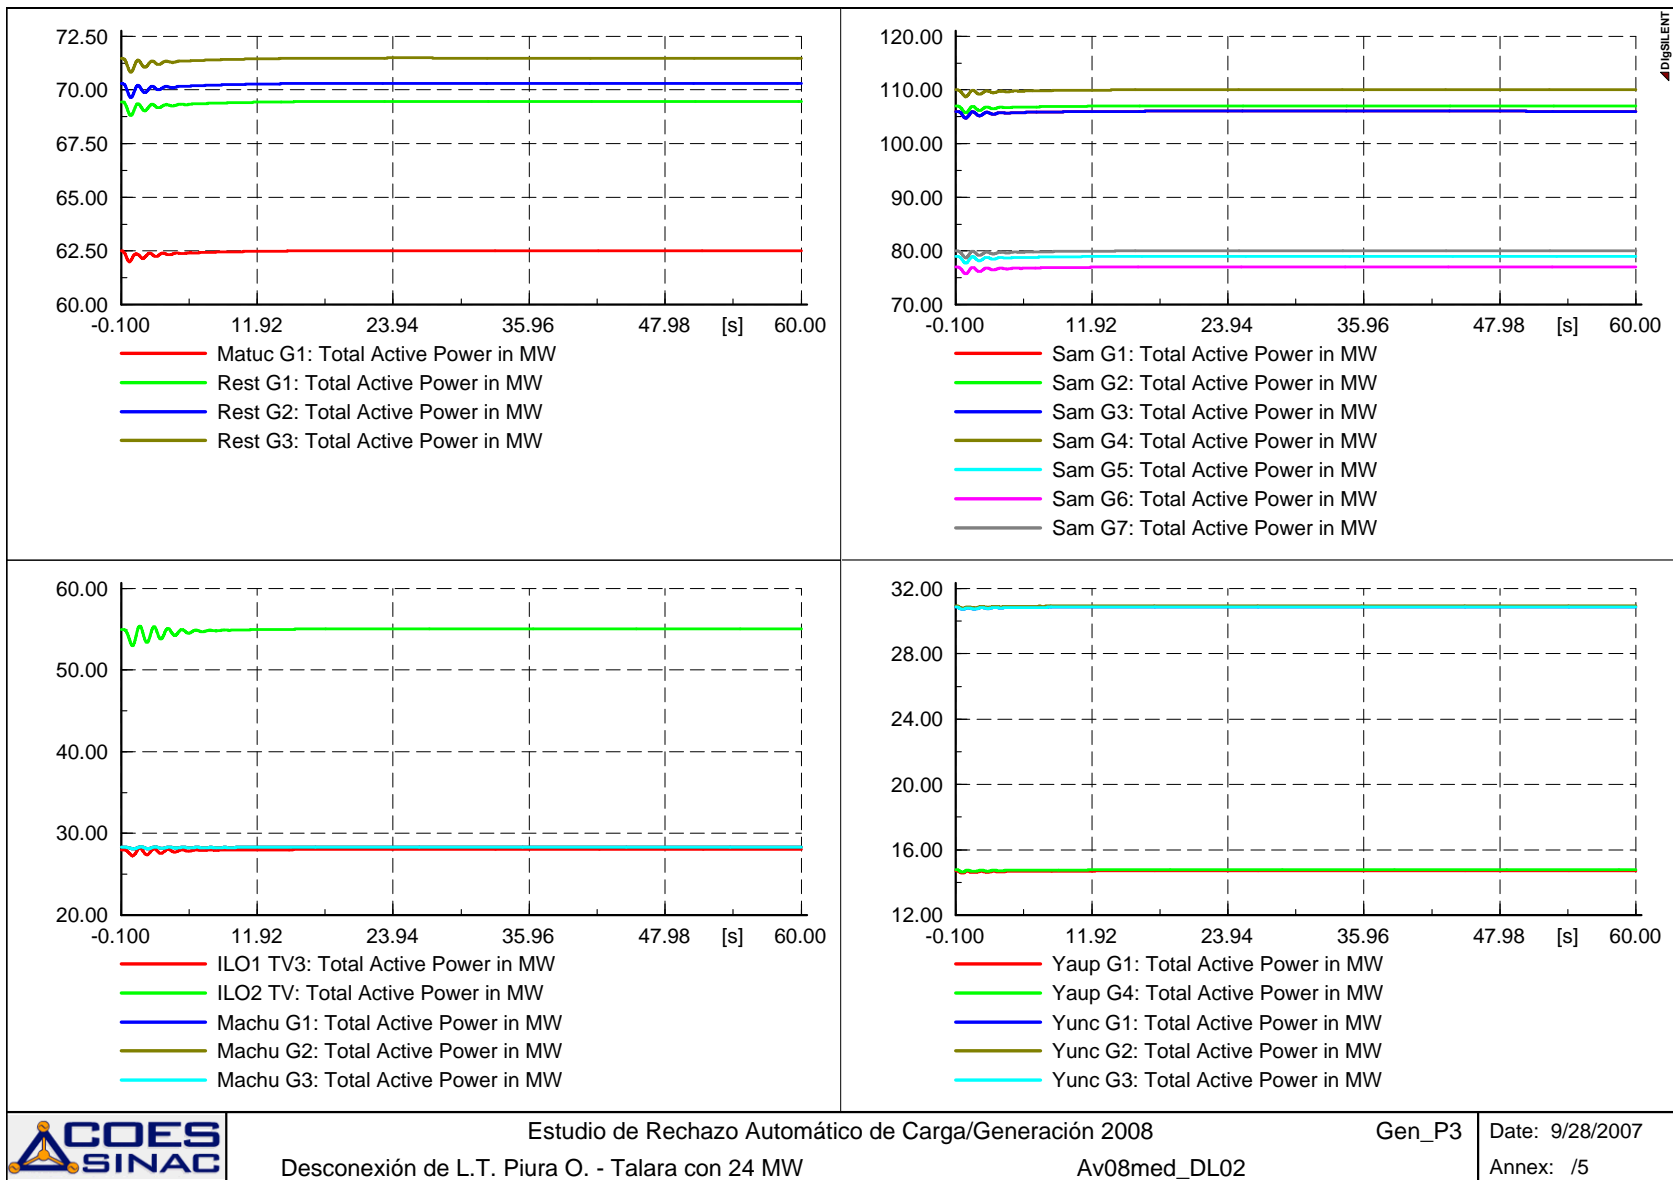 72.50
70.00
67.50
65.00
62.50
60.00
-0.100 11.92 23.94 35.96 47.98 [s] 60.00
Matuc G1: Total Active Power in MW
Rest G1: Total Active Power in MW
Rest G2: Total Active Power in MW
Rest G3: Total Active Power in MW
120.00
110.00
100.00
90.00
80.00
70.00
-0.100 11.92 23.94 35.96 47.98 [s] 60.00
Sam G1: Total Active Power in MW
Sam G2: Total Active Power in MW
Sam G3: Total Active Power in MW
Sam G4: Total Active Power in MW
Sam G5: Total Active Power in MW
Sam G6: Total Active Power in MW
Sam G7: Total Active Power in MW
DIgSILENT
60.00
50.00
40.00
30.00
20.00
-0.100 11.92 23.94 35.96 47.98 [s] 60.00
ILO1 TV3: Total Active Power in MW
ILO2 TV: Total Active Power in MW
Machu G1: Total Active Power in MW
Machu G2: Total Active Power in MW
Machu G3: Total Active Power in MW
32.00
28.00
24.00
20.00
16.00
12.00
-0.100 11.92 23.94 35.96 47.98 [s] 60.00
Yaup G1: Total Active Power in MW
Yaup G4: Total Active Power in MW
Yunc G1: Total Active Power in MW
Yunc G2: Total Active Power in MW
Yunc G3: Total Active Power in MW
COES
SINAC
Estudio de Rechazo Automático de Carga/Generación 2008 Gen_P3
Desconexión de L.T. Piura O. - Talara con 24 MW Av08med_DL02
Date: 9/28/2007
Annex: /5